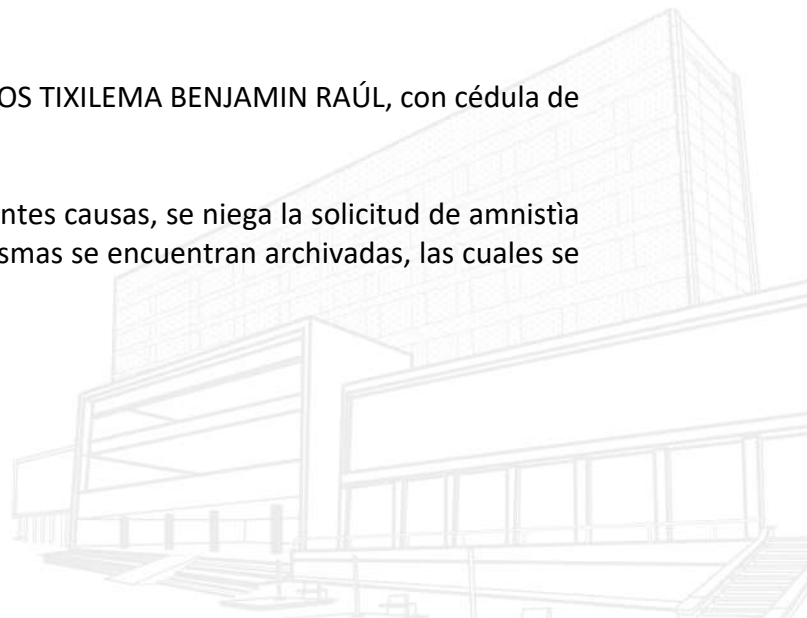 OS TIXILEMA BENJAMIN RAÚL, con cédula de
ntes causas, se niega la solicitud de amnistìa
ismas se encuentran archivadas, las cuales se